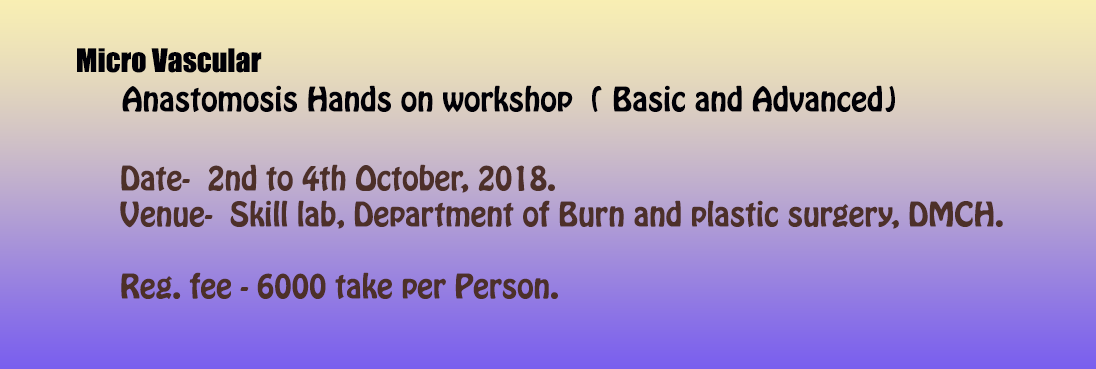 Micro Vascular
Anastomosis Hands on workshop ( Basic and Advanced)
Date- 2nd to 4th October, 2018.
Venue- Skill lab, Department of Burn and plastic surgery, DMCH.
Reg. fee - 6000 take per Person.